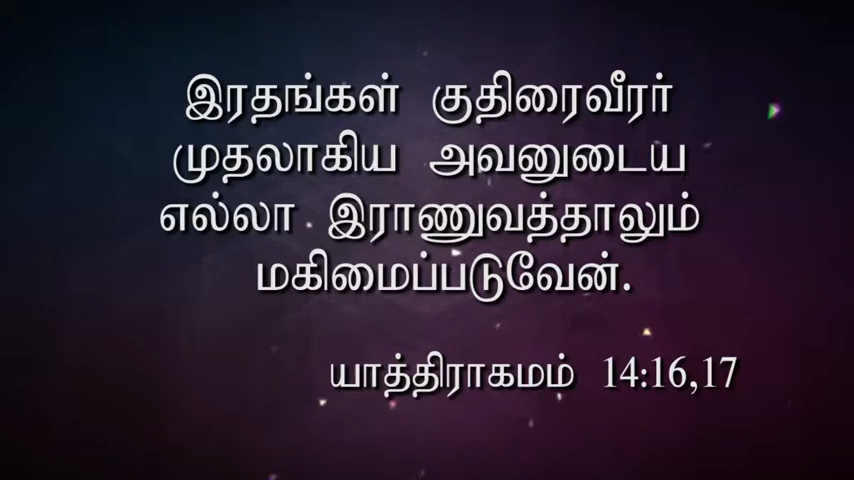 இரதங்கள் குதிரைவீரர்
முதலாகிய அவனுடைய
எல்லா இராணுவத்தாலும்
மகிமைப்படுவேன்.
யாத்திராகமம் 14:16,17